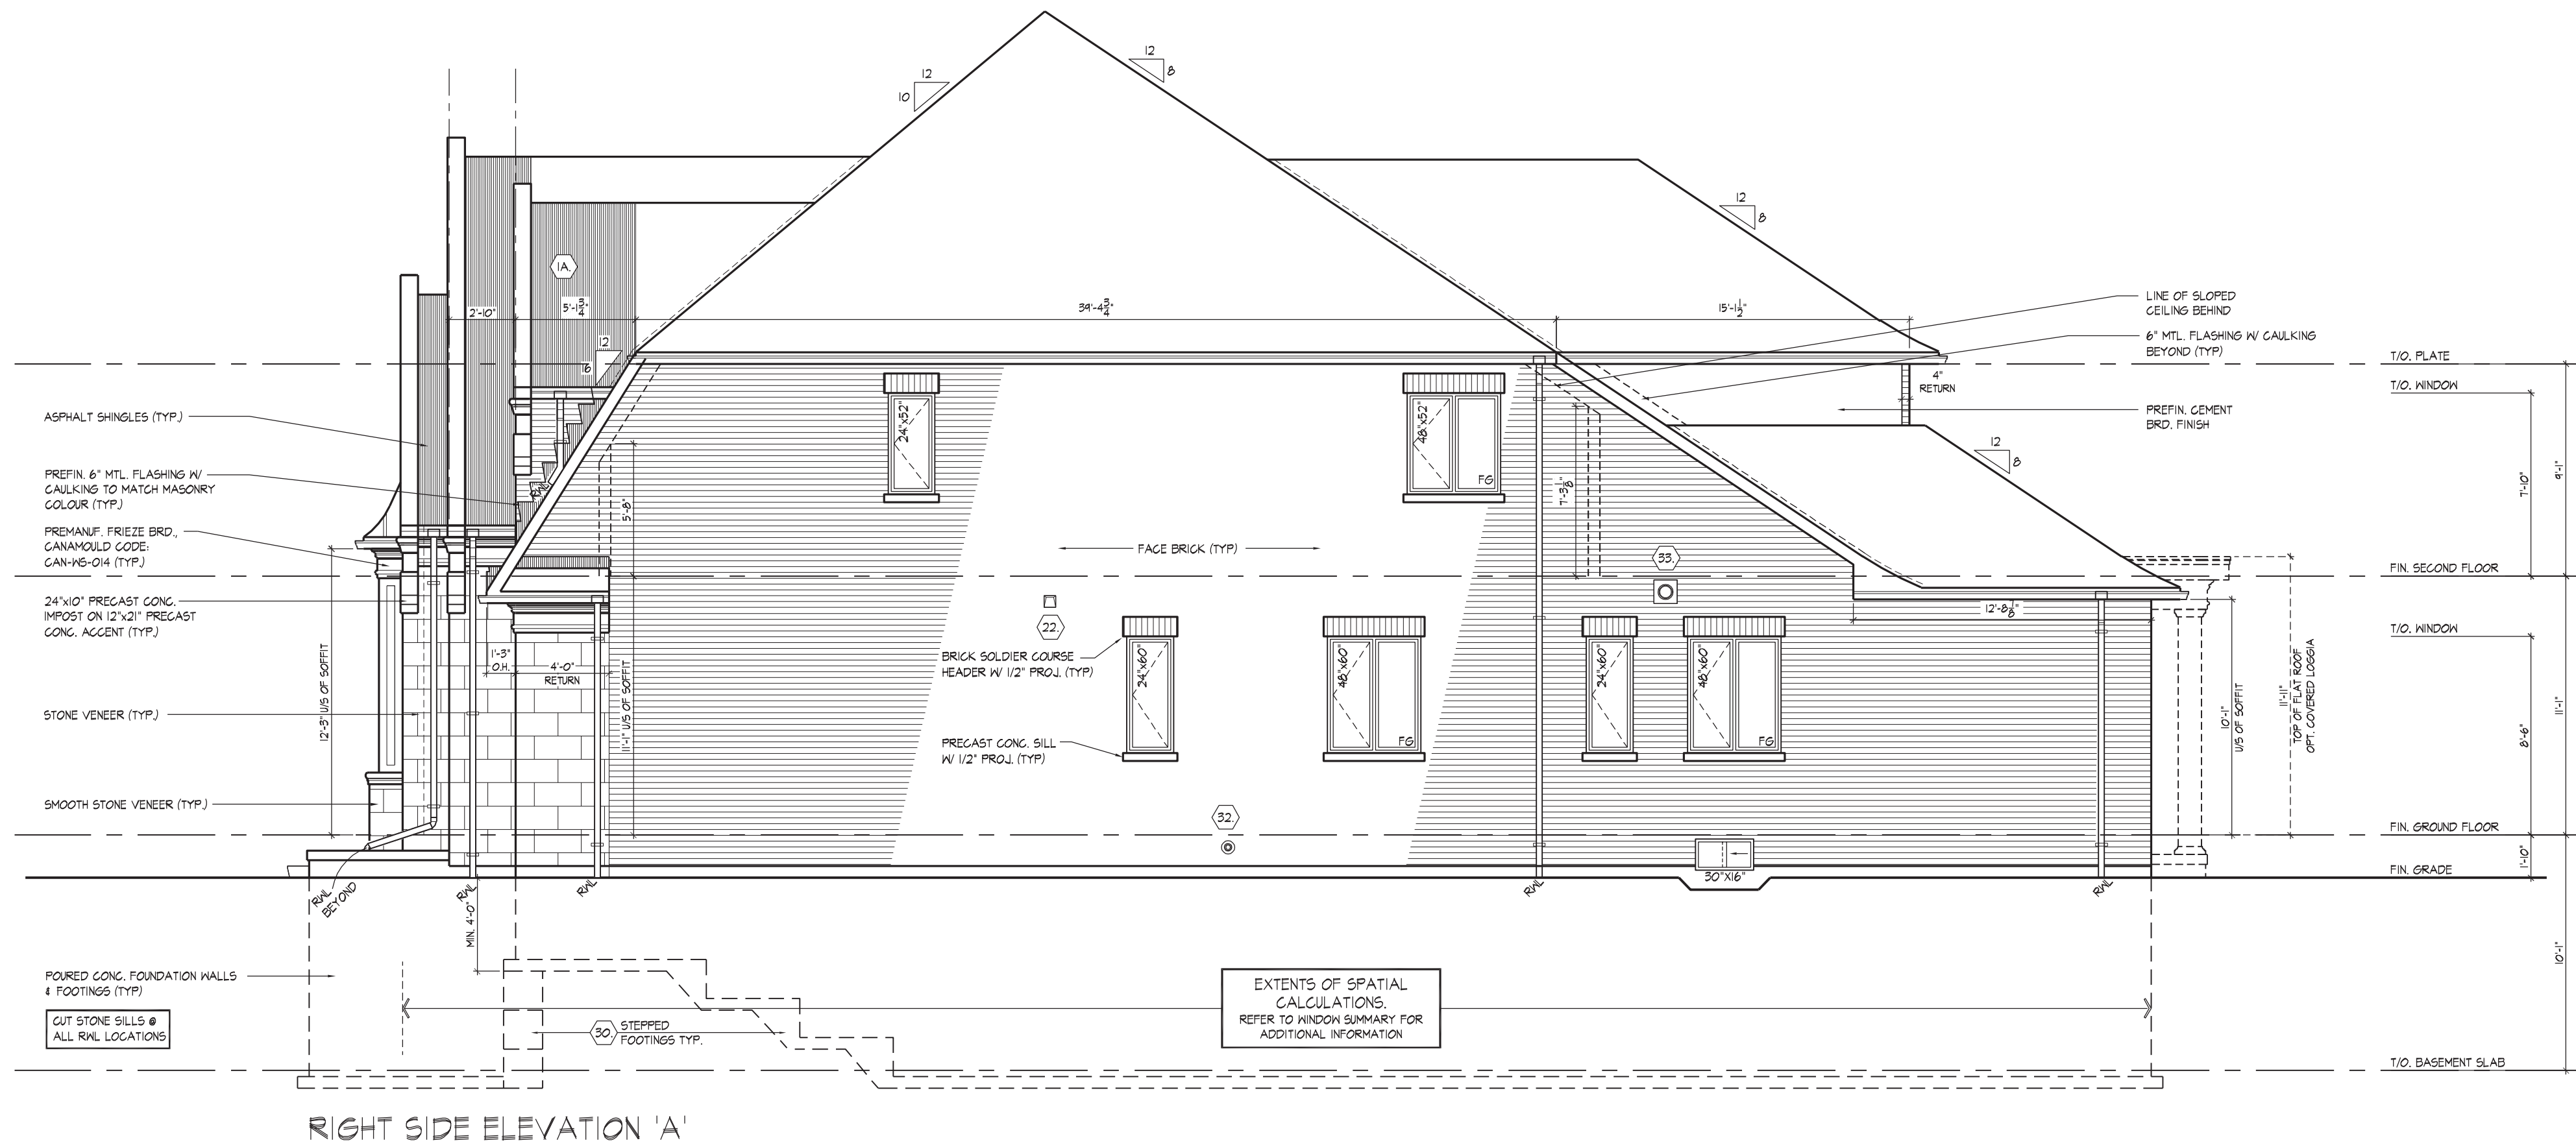 12
8
12
10
12
8
1A.
2'-10"
5'-1 3/4"
39'-4 3/4"
15'-1 1/2"
12
6
LINE OF SLOPED
CEILING BEHIND
6" MTL. FLASHING W/ CAULKING
BEYOND (TYP)
T/O. PLATE
T/O. WINDOW
4"
RETURN
PREFIN. CEMENT
BRD. FINISH
12
8
ASPHALT SHINGLES (TYP.)
PREFIN. 6" MTL. FLASHING W/
CAULKING TO MATCH MASONRY
COLOUR (TYP.)
PREMANUF. FRIEZE BRD.,
CANAMOULD CODE:
CAN-WS-014 (TYP.)
24"x10" PRECAST CONC.
IMPOST ON 12"x21" PRECAST
CONC. ACCENT (TYP.)
STONE VENEER (TYP.)
SMOOTH STONE VENEER (TYP.)
RWL
24"x52"
48"x52"
FG
5'-8"
7'-3 1/8"
7'-10"
9'-1"
FACE BRICK (TYP)
33.
FIN. SECOND FLOOR
22.
12'-8 7/8"
T/O. WINDOW
1'-3"
O.H.
4'-0"
RETURN
BRICK SOLDIER COURSE
HEADER W/ 1/2" PROJ. (TYP)
PRECAST CONC. SILL
W/ 1/2" PROJ. (TYP)
24"x60"
48"x60"
FG
24"x60"
48"x60"
FG
12'-3" U/S OF SOFFIT
11'-1" U/S OF SOFFIT
10'-1"
U/S OF SOFFIT
11'-11"
TOP OF FLAT ROOF
OPT. COVERED LOGGIA
8'-6"
11'-1"
32.
FIN. GROUND FLOOR
1'-10"
FIN. GRADE
30"X16"
RWL
BEYOND
RWL
RWL
RWL
RWL
MIN. 4'-0"
10'-1"
POURED CONC. FOUNDATION WALLS
& FOOTINGS (TYP)
CUT STONE SILLS @
ALL RWL LOCATIONS
30.
STEPPED
FOOTINGS TYP.
EXTENTS OF SPATIAL
CALCULATIONS.
REFER TO WINDOW SUMMARY FOR
ADDITIONAL INFORMATION
T/O. BASEMENT SLAB
RIGHT SIDE ELEVATION 'A'